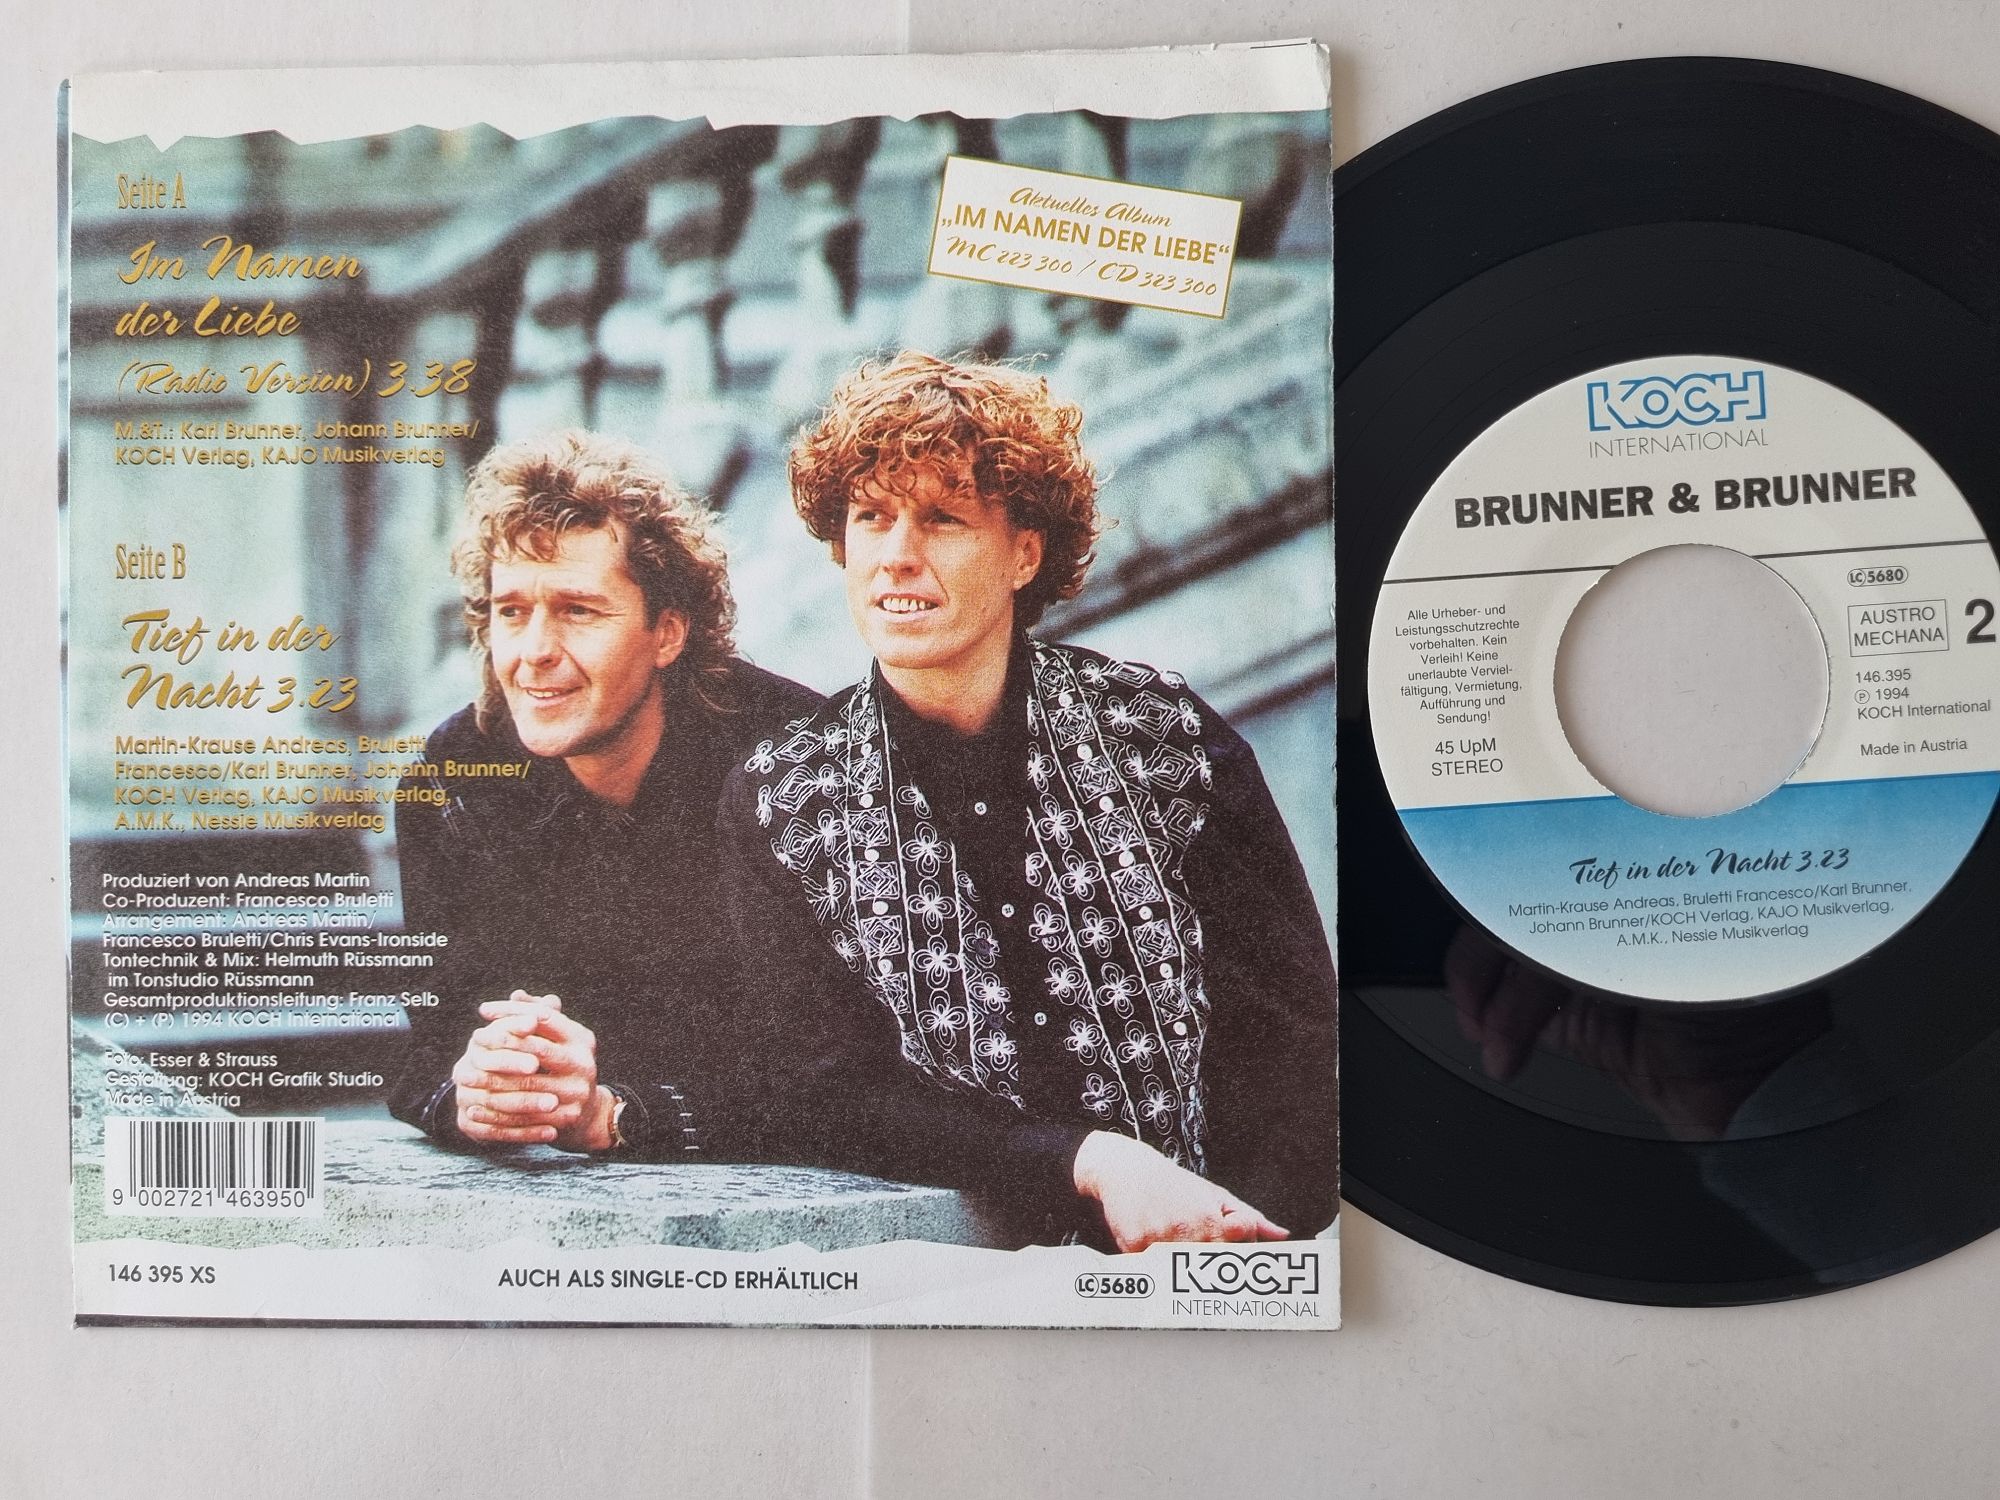 Seite A
Im Namen
der Liebe
(Radio Version) 3.38
M.&T.: Karl Brunner, Johann Brunner/
KOCH Verlag, KAJO Musikverlag
Seite B
Tief in der
Nacht 3.23
Martin-Krause Andreas, Bruletti
Francesco/Karl Brunner, Johann Brunner/
KOCH Verlag, KAJO Musikverlag,
A.M.K., Nessie Musikverlag
Produziert von Andreas Martin
Co-Produzent: Francesco Bruletti
Arrangement: Andreas Martin/
Francesco Bruletti/Chris Evans-Ironside
Tontechnik & Mix: Helmuth Rüssmann
im Tonstudio Rüssmann
Gesamtproduktionsleitung: Franz Selb
(C) + (P) 1994 KOCH International
Foto: Esser & Strauss
Gestaltung: KOCH Grafik Studio
Made in Austria
9 002721 463950
146 395 XS
AUCH ALS SINGLE-CD ERHÄLTLICH
LC 5680
KOCH
INTERNATIONAL
Aktuelles Album
„IM NAMEN DER LIEBE“
MC 223 300 / CD 323 300
KOCH
INTERNATIONAL
BRUNNER & BRUNNER
Alle Urheber- und
Leistungsschutzrechte
vorbehalten. Kein
Verleih! Keine
unerlaubte Verviel-
fältigung, Vermietung,
Aufführung und
Sendung!
45 UpM
STEREO
LC 5680
AUSTRO
MECHANA
2
146.395
℗ 1994
KOCH International
Made in Austria
Tief in der Nacht 3.23
Martin-Krause Andreas, Bruletti Francesco/Karl Brunner,
Johann Brunner/KOCH Verlag, KAJO Musikverlag,
A.M.K., Nessie Musikverlag